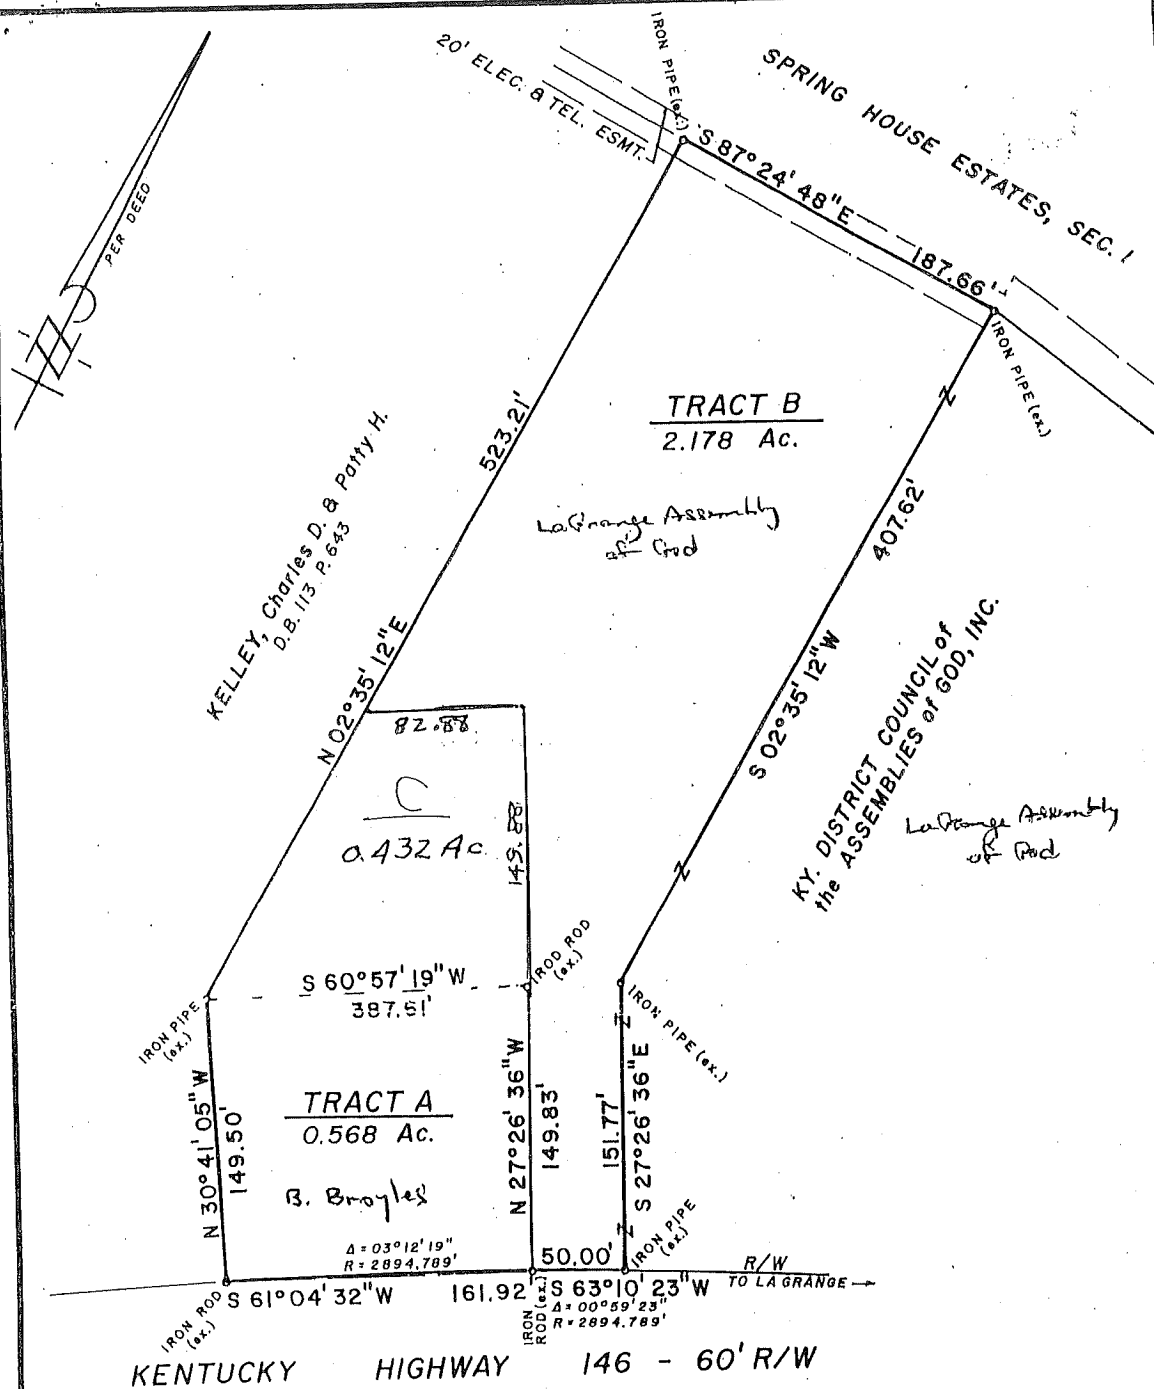 IRON PIPE (ex.)
20' ELEC. & TEL. ESMT.
SPRING HOUSE ESTATES, SEC. 1
PER DEED
S 87° 24' 48" E
187.66'
IRON PIPE (ex.)
523.21'
TRACT B
2.178 Ac.
LaGrange Assembly
of God
407.62'
KELLEY, Charles D. & Patty H.
D.B. 113 P. 643
N 02° 35' 12" E
S 02° 35' 12" W
KY. DISTRICT COUNCIL of
the ASSEMBLIES of GOD, INC.
LaGrange Assembly
of God
82.88
C
0.432 Ac.
149.88
IROD ROD
(ex.)
S 60° 57' 19" W
387.51'
IRON PIPE
(ex.)
IRON PIPE (ex.)
N 30° 41' 05" W
149.50'
TRACT A
0.568 Ac.
B. Broyles
N 27° 26' 36" W
149.83'
151.77'
S 27° 26' 36" E
Δ = 03° 12' 19"
R = 2894.789'
50.00'
IRON PIPE
(ex.)
R/W
TO LA GRANGE →
IRON ROD
(ex.)
S 61° 04' 32" W
161.92'
IRON
ROD (ex.)
S 63° 10' 23" W
Δ = 00° 59' 23"
R = 2894.789'
KENTUCKY HIGHWAY 146 - 60' R/W